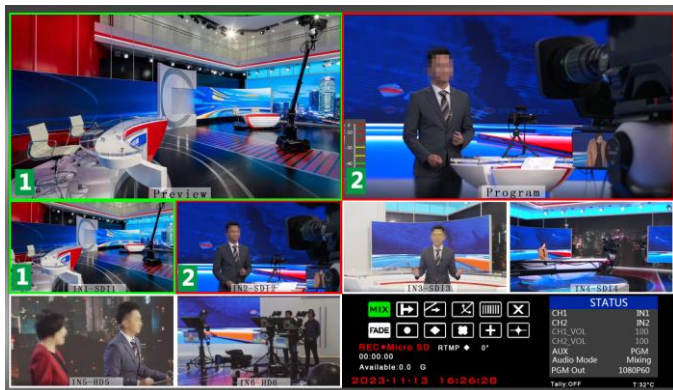 1
Preview
2
Program
1
IN1-SDI1
2
IN2-SDI2
IN3-SDI3
IN4-SDI4
IN5-HD5
IN6-HD6
MIX
FADE
REC Micro SD RTMP 0°
00:00:00
Available:0.0 G
2023-11-13 16:26:28
STATUS
CH1 IN1
CH2 IN2
CH1_VOL 100
CH2_VOL 100
AUX PGM
Audio Mode Mixing
PGM Out 1080P60
Tally:OFF T:32°C